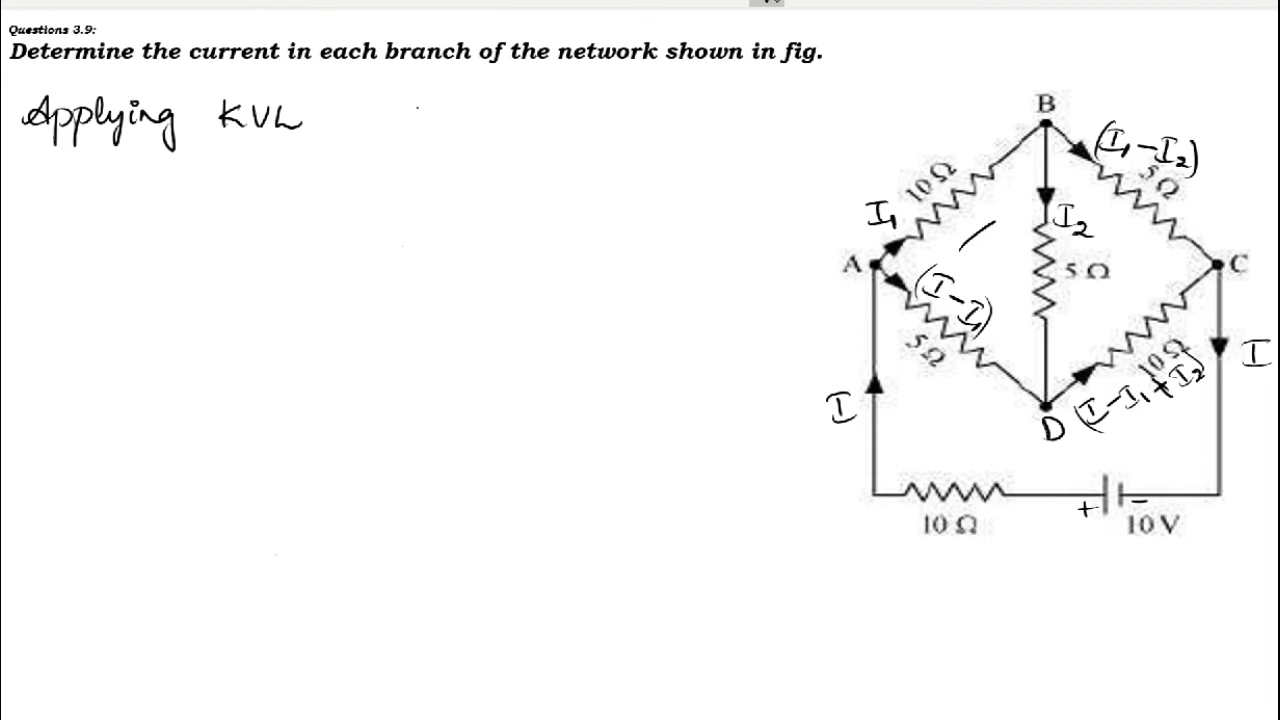 Questions 3.9:
Determine the current in each branch of the network shown in fig.
Applying KVL
B
(I₁-I₂)
10 Ω
5 Ω
I₁
I₂
A
(I-I₁)
5 Ω
C
5 Ω
10 Ω
I
(I-I₁+I₂)
I
D
+
-
10 Ω
10 V